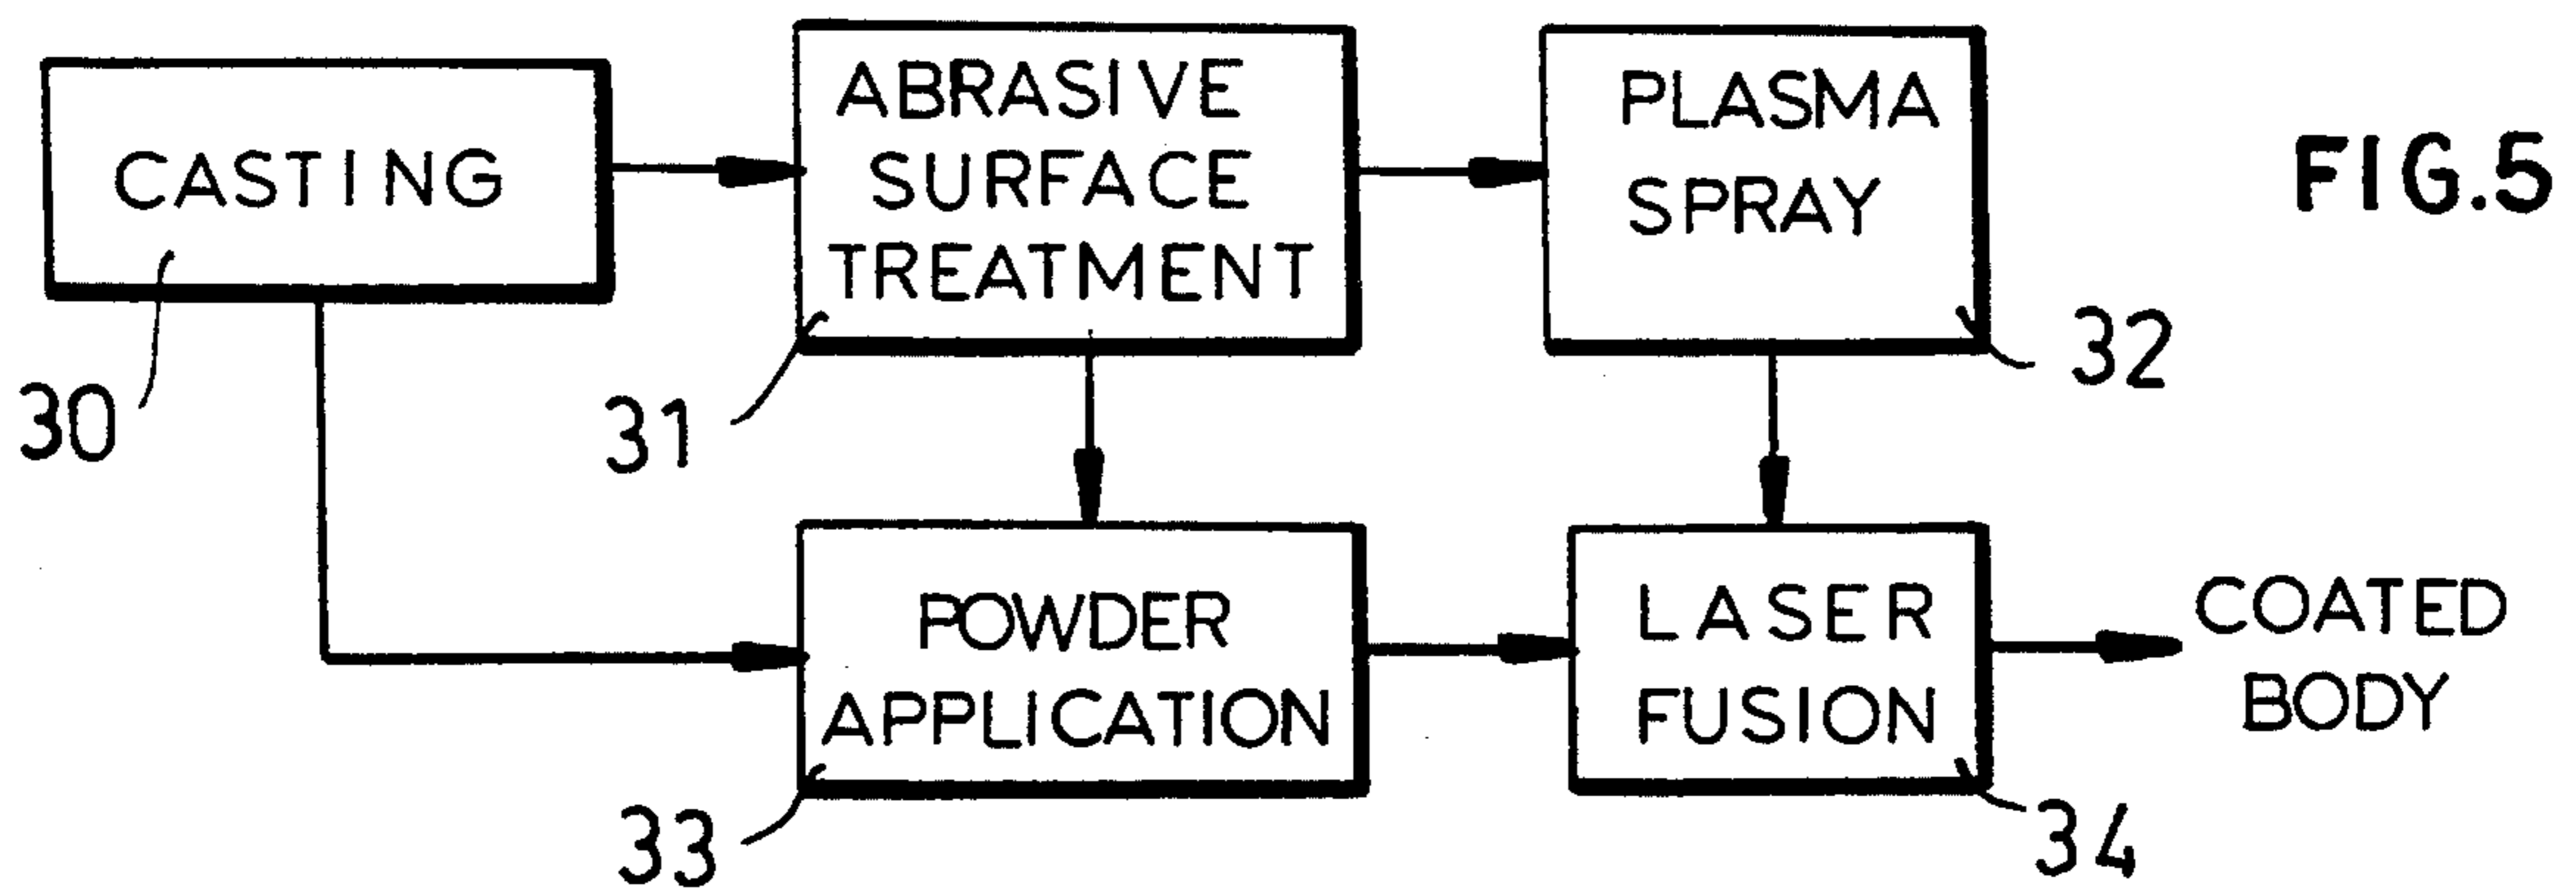 CASTING
30
ABRASIVE
SURFACE
TREATMENT
31
PLASMA
SPRAY
32
FIG.5
POWDER
APPLICATION
33
LASER
FUSION
34
COATED
BODY